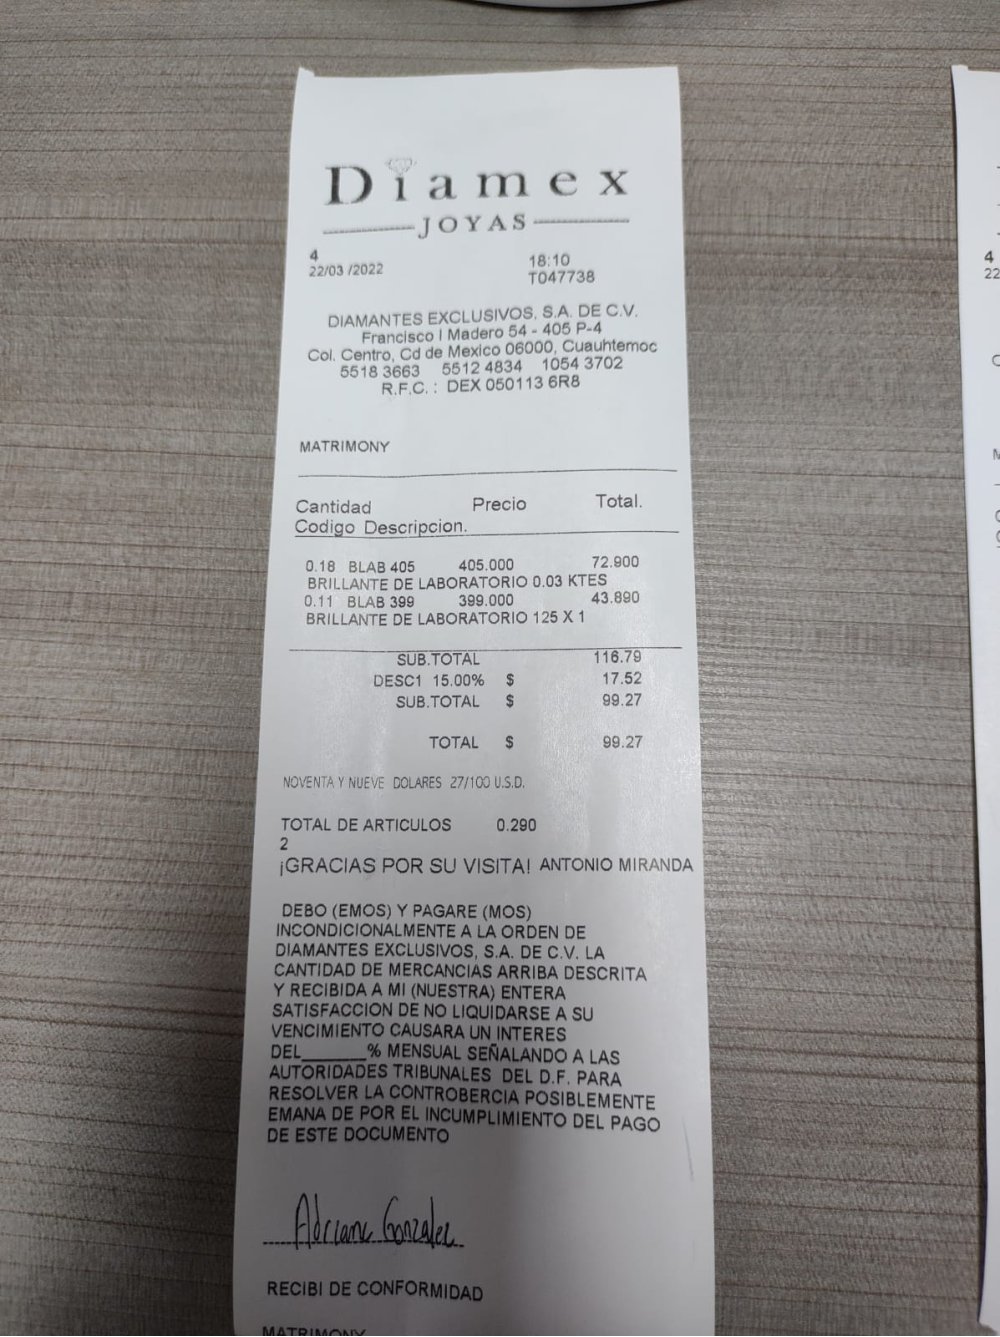 Diamex
JOYAS
4 18:10
22/03 /2022 T047738
DIAMANTES EXCLUSIVOS, S.A. DE C.V.
Francisco I Madero 54 - 405 P-4
Col. Centro, Cd de Mexico 06000, Cuauhtemoc
5518 3663 5512 4834 1054 3702
R.F.C. : DEX 050113 6R8
MATRIMONY
Cantidad Precio Total.
Codigo Descripcion.
0.18 BLAB 405 405.000 72.900
BRILLANTE DE LABORATORIO 0.03 KTES
0.11 BLAB 399 399.000 43.890
BRILLANTE DE LABORATORIO 125 X 1
SUB.TOTAL 116.79
DESC1 15.00% $ 17.52
SUB.TOTAL $ 99.27
TOTAL $ 99.27
NOVENTA Y NUEVE DOLARES 27/100 U.S.D.
TOTAL DE ARTICULOS 0.290
2
¡GRACIAS POR SU VISITA! ANTONIO MIRANDA
DEBO (EMOS) Y PAGARE (MOS)
INCONDICIONALMENTE A LA ORDEN DE
DIAMANTES EXCLUSIVOS, S.A. DE C.V. LA
CANTIDAD DE MERCANCIAS ARRIBA DESCRITA
Y RECIBIDA A MI (NUESTRA) ENTERA
SATISFACCION DE NO LIQUIDARSE A SU
VENCIMIENTO CAUSARA UN INTERES
DEL_______% MENSUAL SEÑALANDO A LAS
AUTORIDADES TRIBUNALES DEL D.F. PARA
RESOLVER LA CONTROBERCIA POSIBLEMENTE
EMANA DE POR EL INCUMPLIMIENTO DEL PAGO
DE ESTE DOCUMENTO
Adriane Gonzalez
RECIBI DE CONFORMIDAD
MATRIMONY
4
22